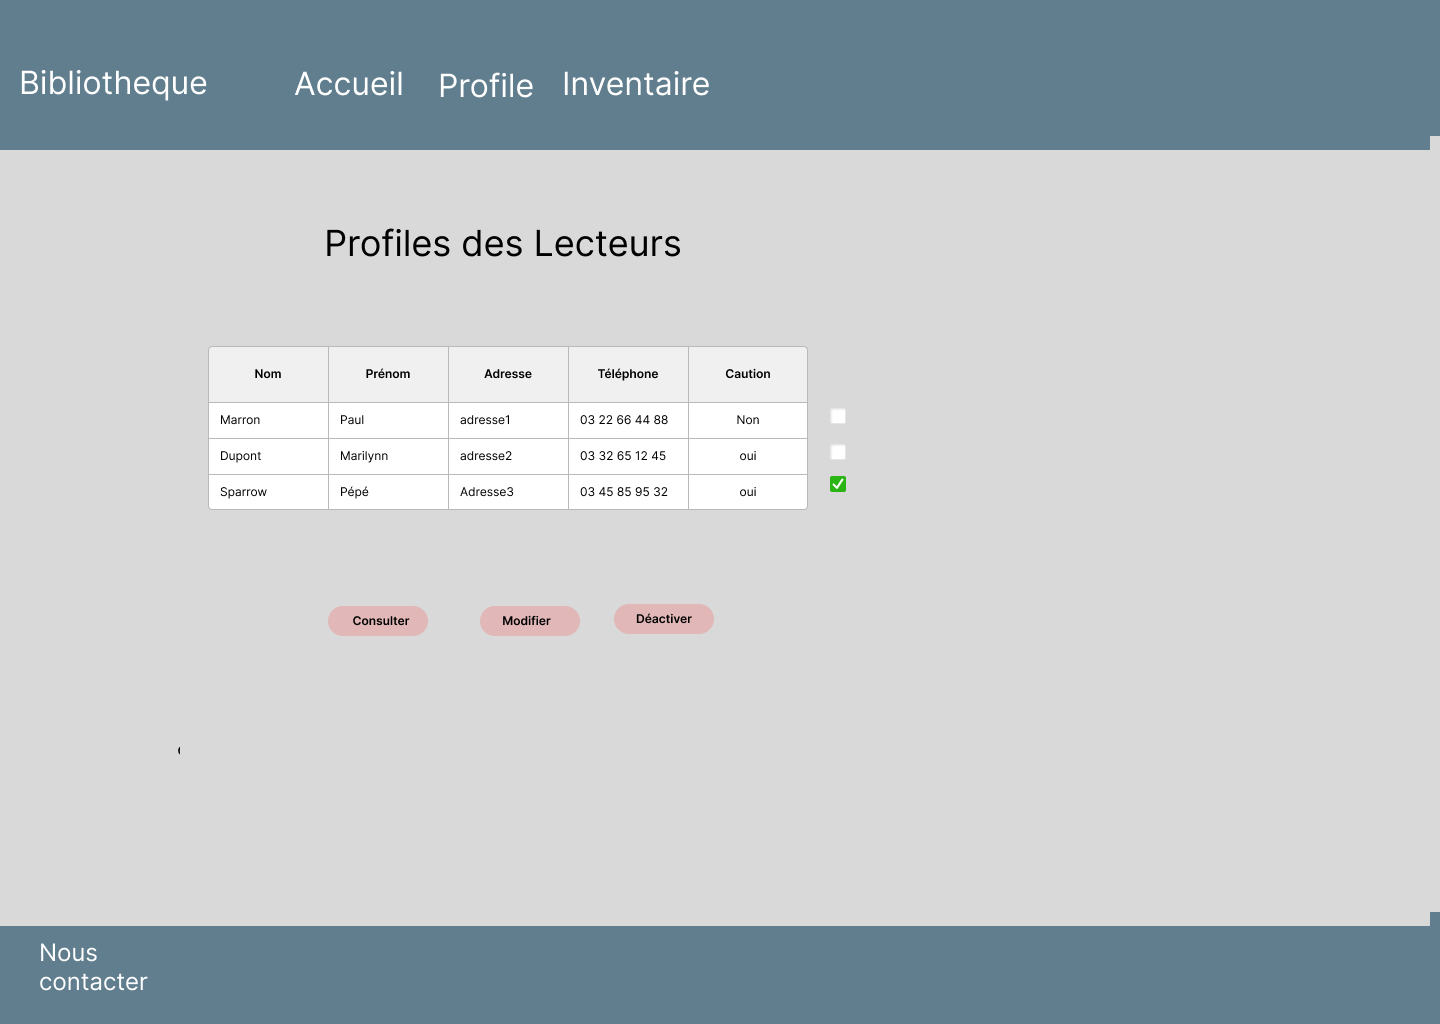 Bibliotheque Accueil Profile Inventaire
Profiles des Lecteurs
Nom Prénom Adresse Téléphone Caution
Marron Paul adresse1 03 22 66 44 88 Non
Dupont Marilynn adresse2 03 32 65 12 45 oui
Sparrow Pépé Adresse3 03 45 85 95 32 oui
Consulter Modifier Déactiver
Nous
contacter